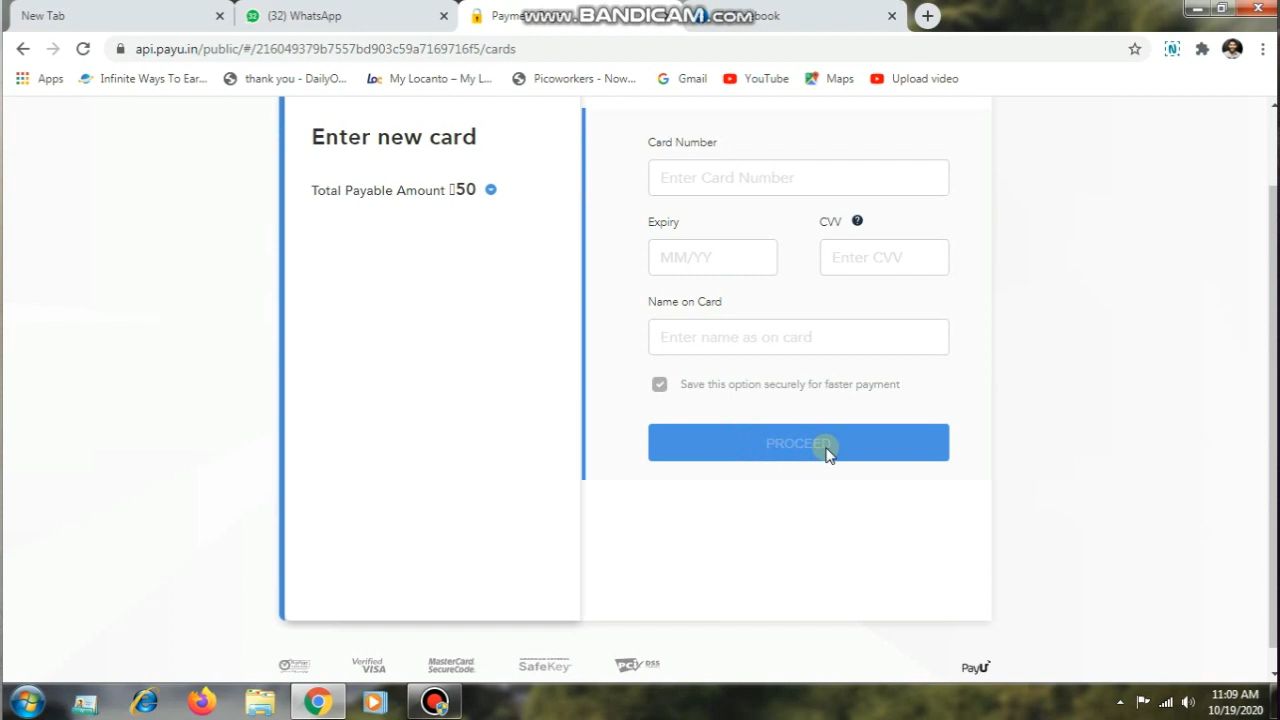 New Tab
(32) WhatsApp
Payme
www.BANDICAM.com
book
api.payu.in/public/#/216049379b7557bd903c59a7169716f5/cards
Apps
Infinite Ways To Ear...
thank you - DailyO...
My Locanto – My L...
Picoworkers - Now...
Gmail
YouTube
Maps
Upload video
Enter new card
Total Payable Amount 50
Card Number
Enter Card Number
Expiry
CVV ?
MM/YY
Enter CVV
Name on Card
Enter name as on card
Save this option securely for faster payment
PROCEED
Verified VISA
MasterCard. SecureCode.
SafeKey
PCI DSS
PayU
11:09 AM
10/19/2020